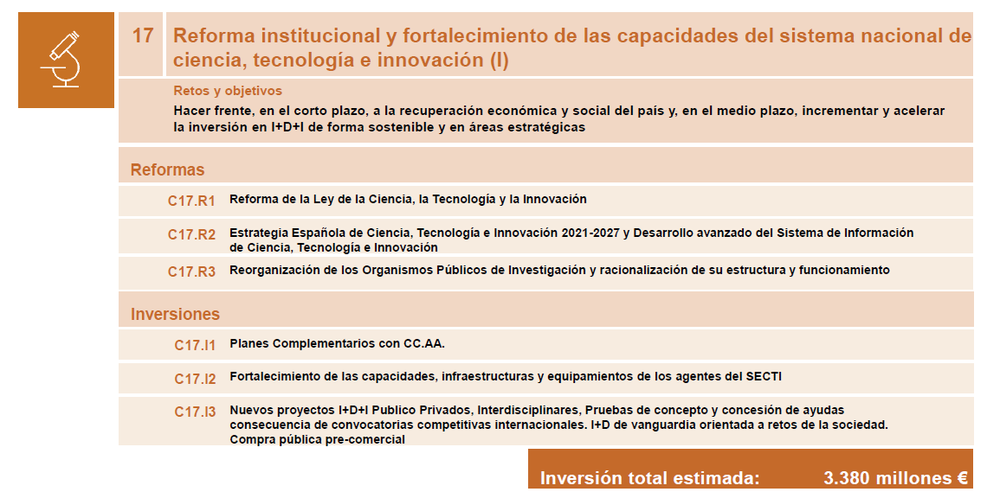 17 Reforma institucional y fortalecimiento de las capacidades del sistema nacional de
ciencia, tecnología e innovación (I)
Retos y objetivos
Hacer frente, en el corto plazo, a la recuperación económica y social del país y, en el medio plazo, incrementar y acelerar
la inversión en I+D+I de forma sostenible y en áreas estratégicas
Reformas
C17.R1 Reforma de la Ley de la Ciencia, la Tecnología y la Innovación
C17.R2 Estrategia Española de Ciencia, Tecnología e Innovación 2021-2027 y Desarrollo avanzado del Sistema de Información
de Ciencia, Tecnología e Innovación
C17.R3 Reorganización de los Organismos Públicos de Investigación y racionalización de su estructura y funcionamiento
Inversiones
C17.I1 Planes Complementarios con CC.AA.
C17.I2 Fortalecimiento de las capacidades, infraestructuras y equipamientos de los agentes del SECTI
C17.I3 Nuevos proyectos I+D+I Publico Privados, Interdisciplinares, Pruebas de concepto y concesión de ayudas
consecuencia de convocatorias competitivas internacionales. I+D de vanguardia orientada a retos de la sociedad.
Compra pública pre-comercial
Inversión total estimada: 3.380 millones €